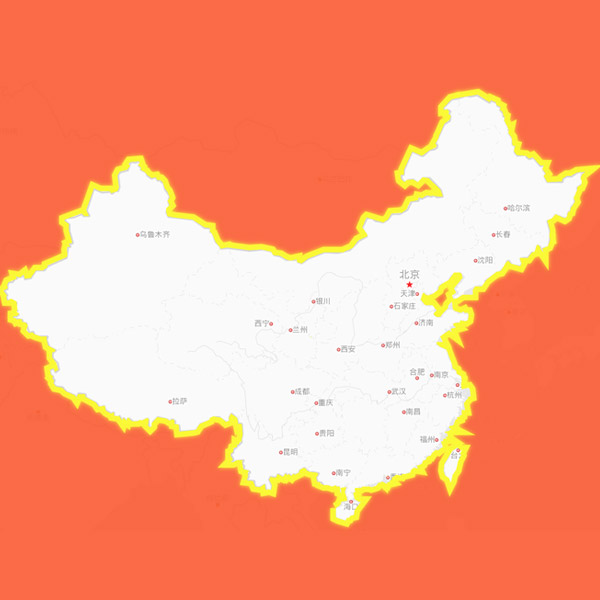 哈尔滨
乌鲁木齐
长春
沈阳
北京
天津
银川
石家庄
西宁
兰州
济南
西安
郑州
合肥
南京
成都
武汉
杭州
拉萨
重庆
南昌
贵阳
福州
昆明
南宁
海口